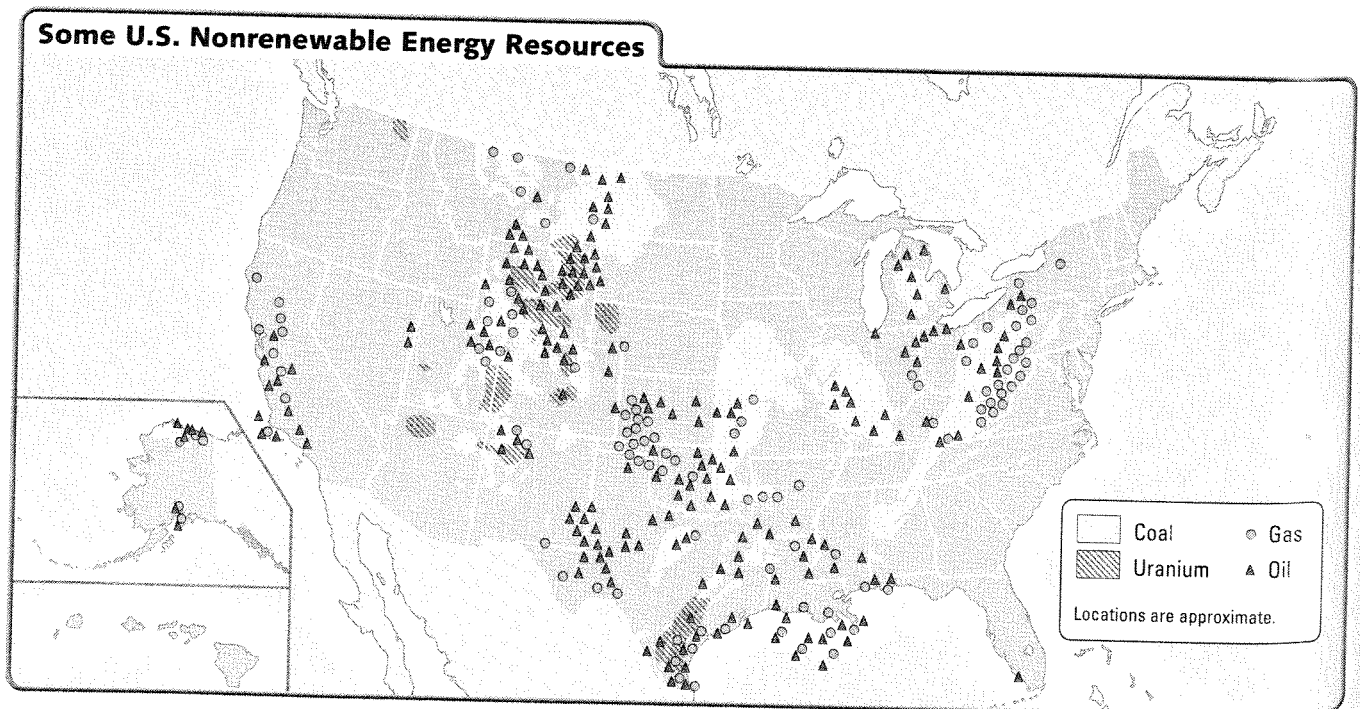 Some U.S. Nonrenewable Energy Resources
Coal
Gas
Uranium
Oil
Locations are approximate.